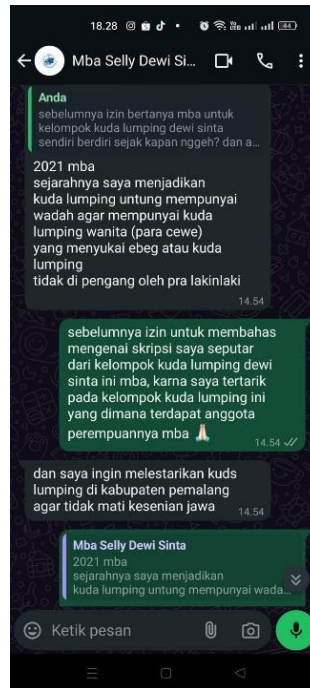 18.28
44
Mba Selly Dewi Si...
Anda
sebelumnya izin bertanya mba untuk
kelompok kuda lumping dewi sinta
sendiri berdiri sejak kapan nggeh? dan a...
2021 mba
sejarahnya saya menjadikan
kuda lumping untung mempunyai
wadah agar mempunyai kuda
lumping wanita (para cewe)
yang menyukai ebeg atau kuda
lumping
tidak di pengang oleh pra lakinlaki
14.54
sebelumnya izin untuk membahas
mengenai skripsi saya seputar
dari kelompok kuda lumping dewi
sinta ini mba, karna saya tertarik
pada kelompok kuda lumping ini
yang dimana terdapat anggota
perempuannya mba 🙏🏻
14.54
dan saya ingin melestarikan kuds
lumping di kabupaten pemalang
agar tidak mati kesenian jawa
14.54
Mba Selly Dewi Sinta
2021 mba
sejarahnya saya menjadikan
kuda lumping untung mempunyai wada...
Ketik pesan